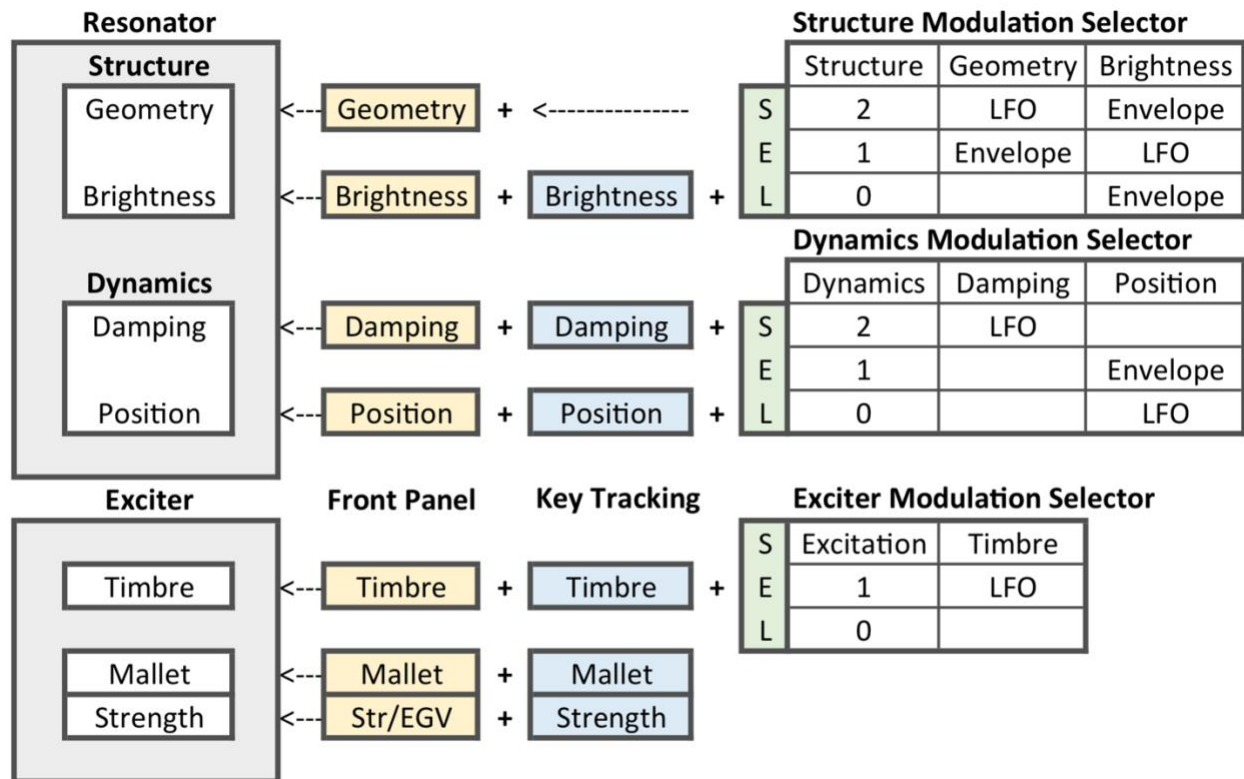 Resonator Structure Modulation Selector
Structure Structure Geometry Brightness
Geometry <--- Geometry + <--------------- S 2 LFO Envelope
E 1 Envelope LFO
Brightness <--- Brightness + Brightness + L 0 Envelope
Dynamics Modulation Selector
Dynamics Dynamics Damping Position
Damping <--- Damping + Damping + S 2 LFO
E 1 Envelope
Position <--- Position + Position + L 0 LFO
Exciter Front Panel Key Tracking Exciter Modulation Selector
S Excitation Timbre
Timbre <--- Timbre + Timbre + E 1 LFO
L 0
Mallet <--- Mallet + Mallet
Strength <--- Str/EGV + Strength